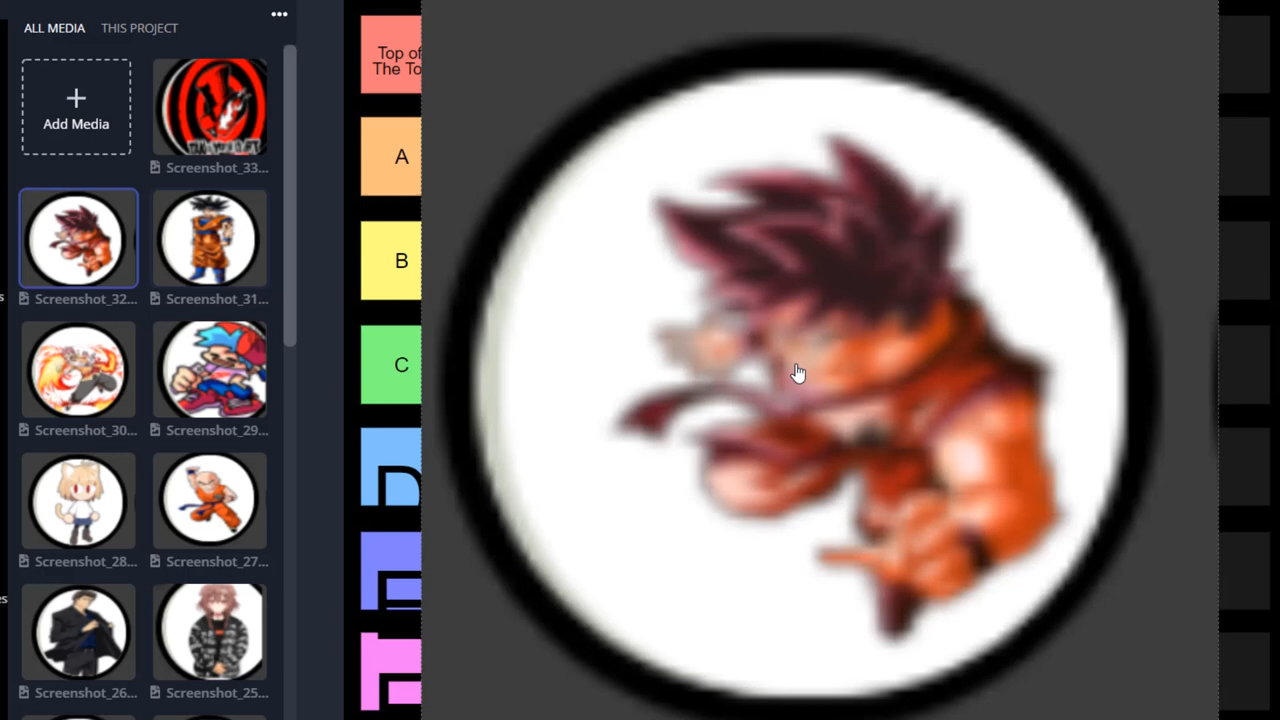 ALL MEDIA THIS PROJECT
Add Media
Screenshot_33...
Screenshot_32... Screenshot_31...
Screenshot_30... Screenshot_29...
Screenshot_28... Screenshot_27...
Screenshot_26... Screenshot_25...
Top of
The To
A
B
C
D
E